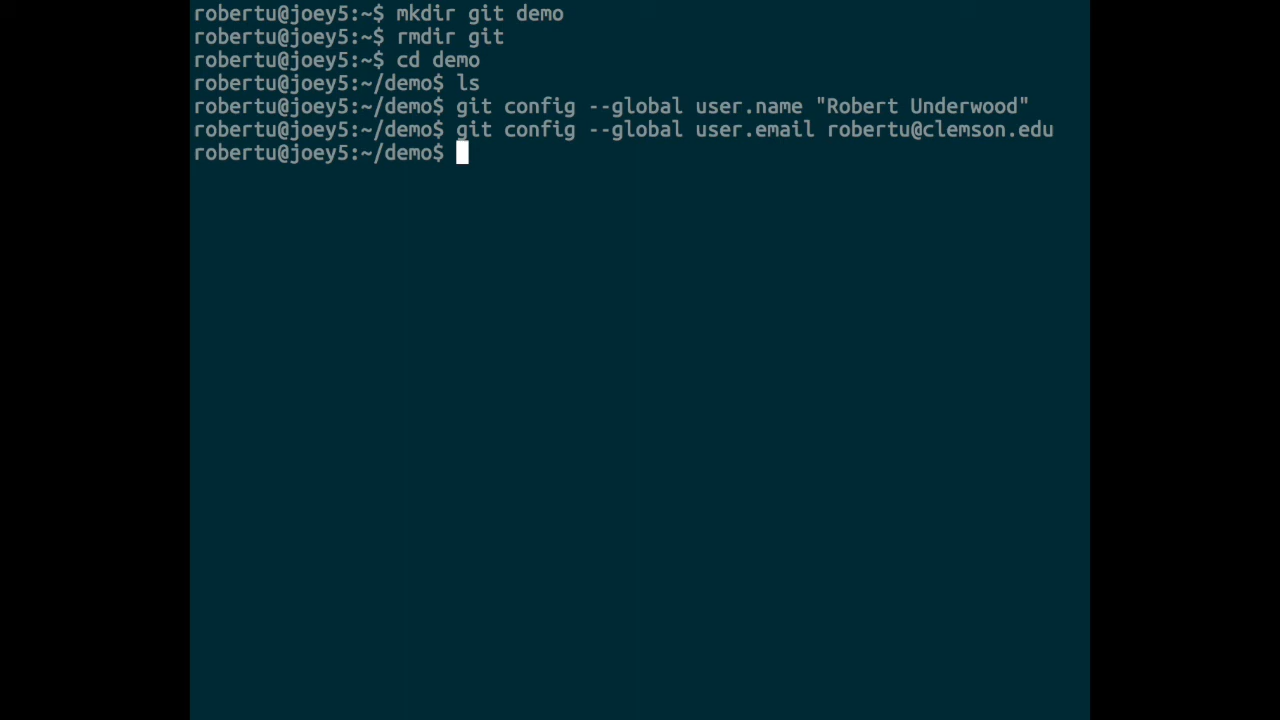 robertu@joey5:~$ mkdir git demo
robertu@joey5:~$ rmdir git
robertu@joey5:~$ cd demo
robertu@joey5:~/demo$ ls
robertu@joey5:~/demo$ git config --global user.name "Robert Underwood"
robertu@joey5:~/demo$ git config --global user.email robertu@clemson.edu
robertu@joey5:~/demo$